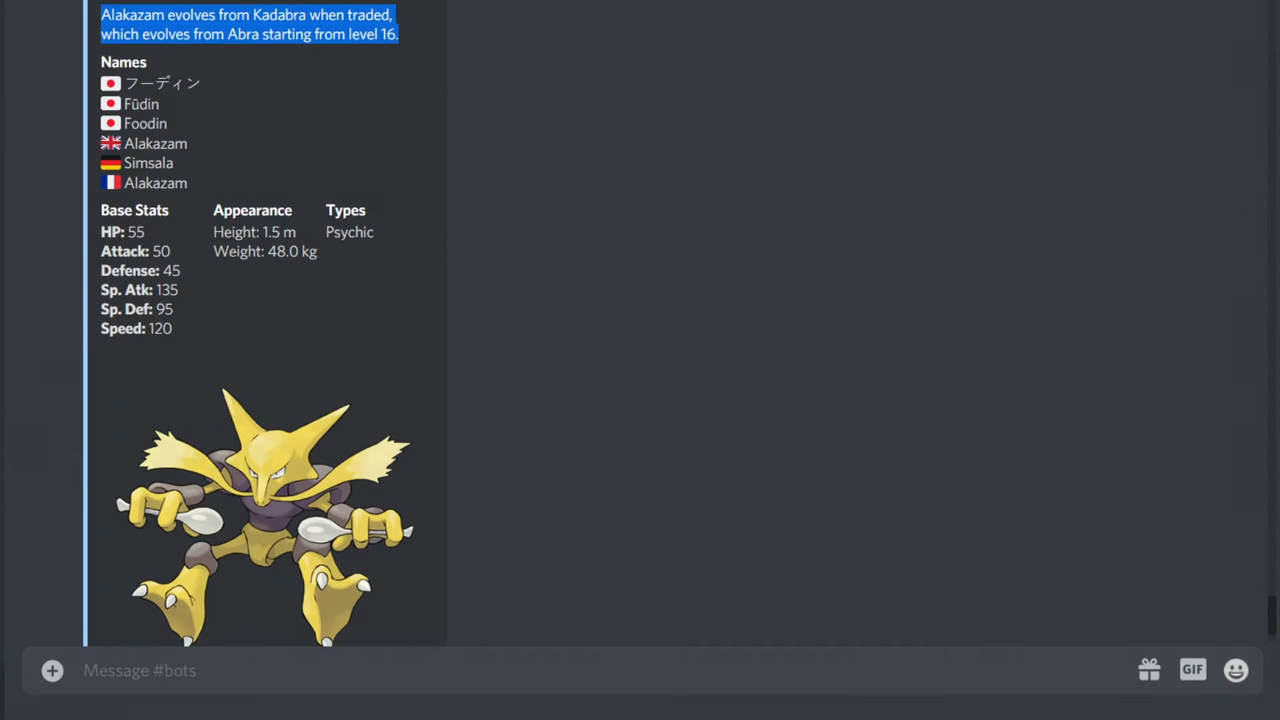 Alakazam evolves from Kadabra when traded,
which evolves from Abra starting from level 16.
Names
フーディン
Fūdin
Foodin
Alakazam
Simsala
Alakazam
Base Stats
HP: 55
Attack: 50
Defense: 45
Sp. Atk: 135
Sp. Def: 95
Speed: 120
Appearance
Height: 1.5 m
Weight: 48.0 kg
Types
Psychic
Message #bots
GIF